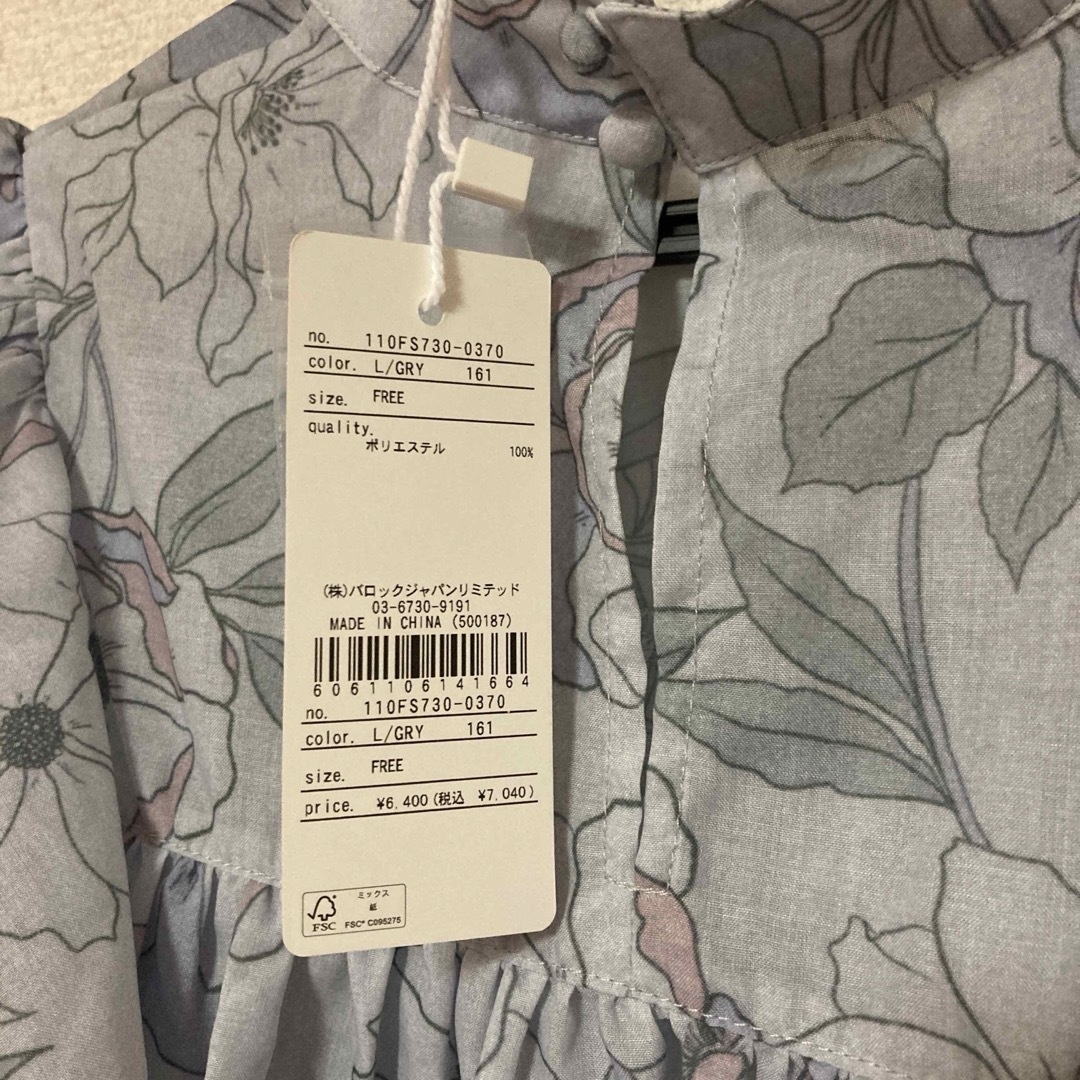 no. 110FS730-0370
color. L/GRY 161
size. FREE
quality.
ポリエステル 100%
(株)バロックジャパンリミテッド
03-6730-9191
MADE IN CHINA (500187)
6061106141664
no. 110FS730-0370
color. L/GRY 161
size. FREE
price. ¥6,400(税込 ¥7,040)
ミックス
紙
FSC
FSC® C095275